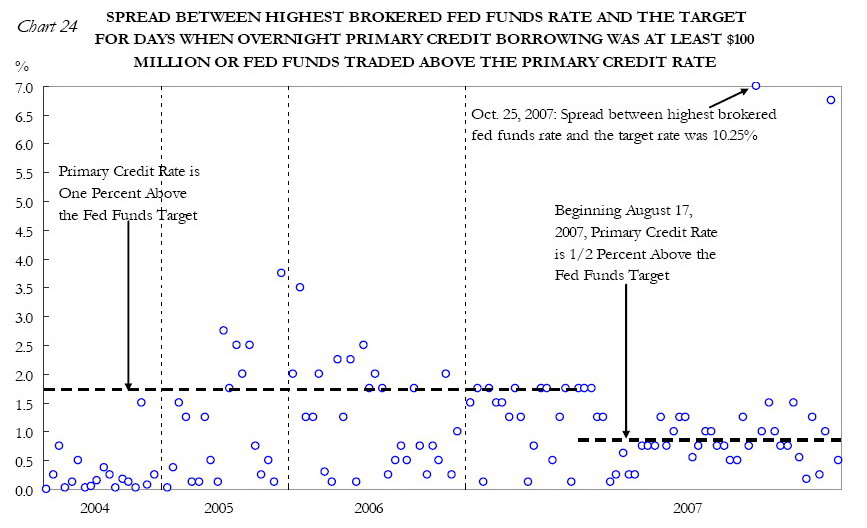 Chart 24
SPREAD BETWEEN HIGHEST BROKERED FED FUNDS RATE AND THE TARGET
FOR DAYS WHEN OVERNIGHT PRIMARY CREDIT BORROWING WAS AT LEAST $100
MILLION OR FED FUNDS TRADED ABOVE THE PRIMARY CREDIT RATE
%
7.0
6.5
6.0
5.5
5.0
4.5
4.0
3.5
3.0
2.5
2.0
1.5
1.0
0.5
0.0
Oct. 25, 2007: Spread between highest brokered
fed funds rate and the target rate was 10.25%
Primary Credit Rate is
One Percent Above
the Fed Funds Target
Beginning August 17,
2007, Primary Credit Rate
is 1/2 Percent Above the
Fed Funds Target
2004 2005 2006 2007